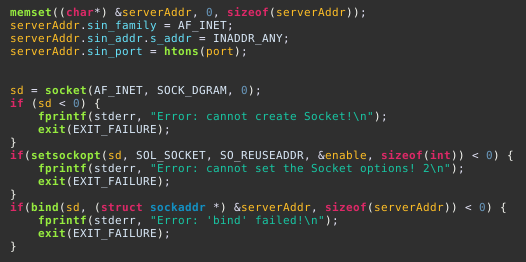 memset((char*) &serverAddr, 0, sizeof(serverAddr));
serverAddr.sin_family = AF_INET;
serverAddr.sin_addr.s_addr = INADDR_ANY;
serverAddr.sin_port = htons(port);
sd = socket(AF_INET, SOCK_DGRAM, 0);
if (sd < 0) {
    fprintf(stderr, "Error: cannot create Socket!\n");
    exit(EXIT_FAILURE);
}
if(setsockopt(sd, SOL_SOCKET, SO_REUSEADDR, &enable, sizeof(int)) < 0) {
    fprintf(stderr, "Error: cannot set the Socket options! 2\n");
    exit(EXIT_FAILURE);
}
if(bind(sd, (struct sockaddr *) &serverAddr, sizeof(serverAddr)) < 0) {
    fprintf(stderr, "Error: 'bind' failed!\n");
    exit(EXIT_FAILURE);
}